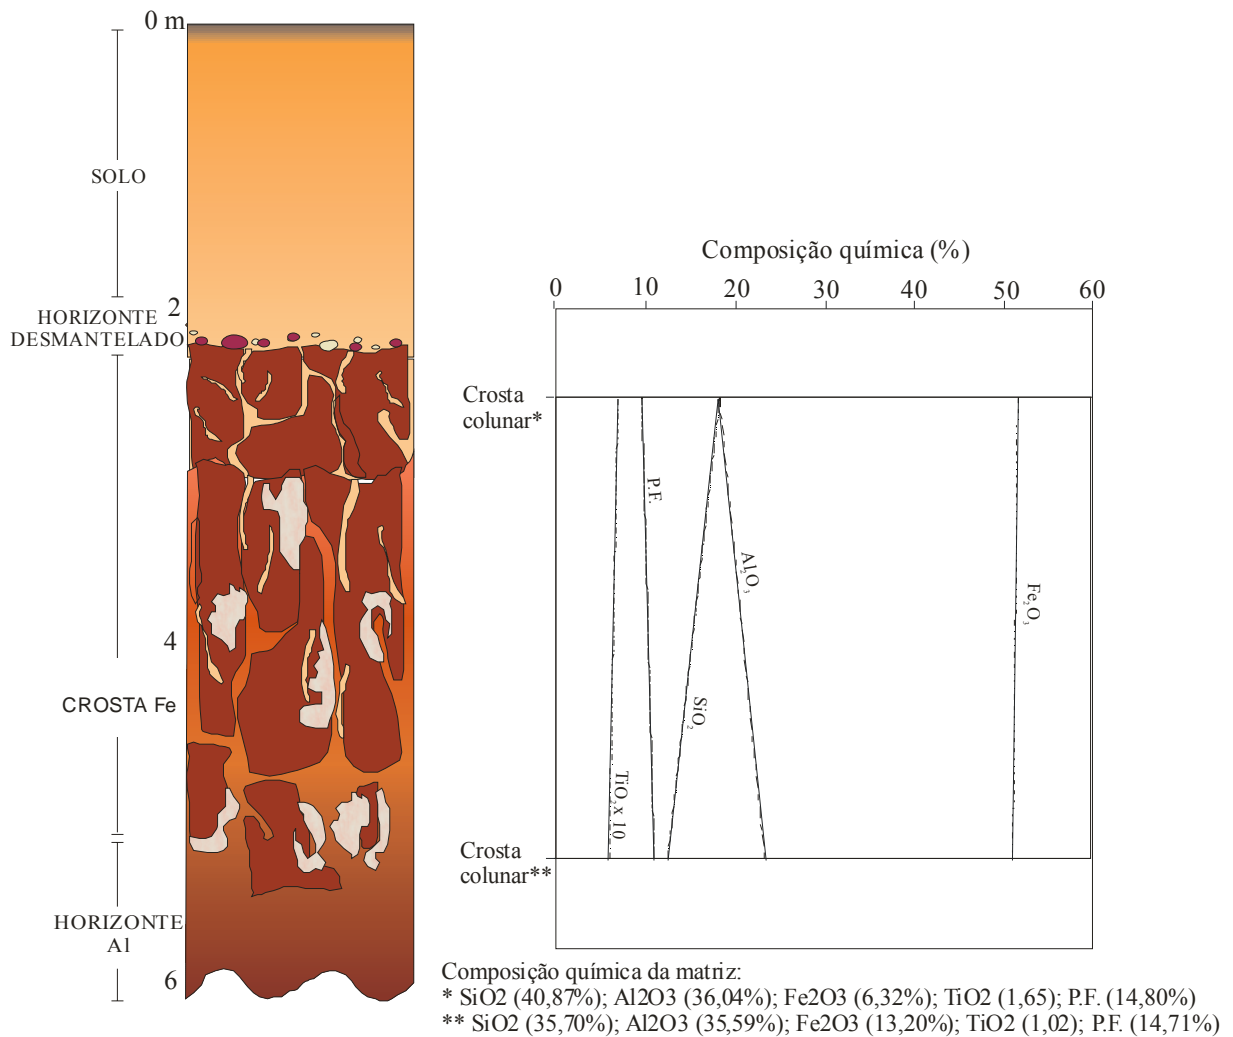 0 m
SOLO
2
HORIZONTE
DESMANTELADO
4
CROSTA Fe
HORIZONTE
Al
6
Composição química (%)
0 10 20 30 40 50 60
Crosta
colunar*
P.F.
Al₂O₃
Fe₂O₃
SiO₂
TiO₂ x 10
Crosta
colunar**
Composição química da matriz:
* SiO2 (40,87%); Al2O3 (36,04%); Fe2O3 (6,32%); TiO2 (1,65); P.F. (14,80%)
** SiO2 (35,70%); Al2O3 (35,59%); Fe2O3 (13,20%); TiO2 (1,02); P.F. (14,71%)